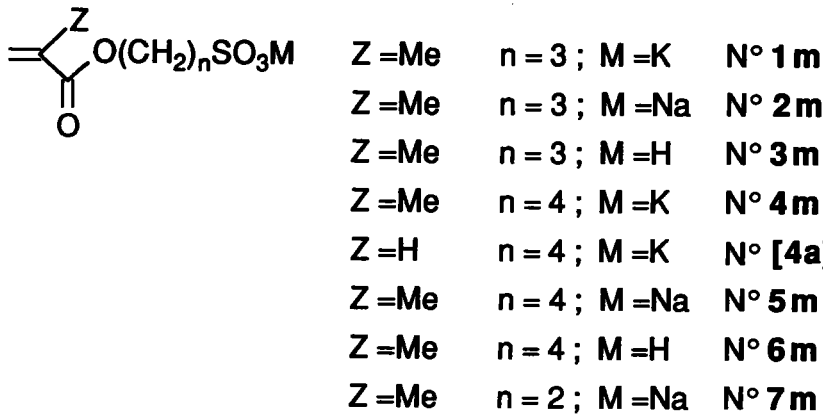 Z
O(CH₂)ₙSO₃M
O
Z =Me n = 3 ; M =K N° 1m
Z =Me n = 3 ; M =Na N° 2m
Z =Me n = 3 ; M =H N° 3m
Z =Me n = 4 ; M =K N° 4m
Z =H n = 4 ; M =K N° [4a]
Z =Me n = 4 ; M =Na N° 5m
Z =Me n = 4 ; M =H N° 6m
Z =Me n = 2 ; M =Na N° 7m